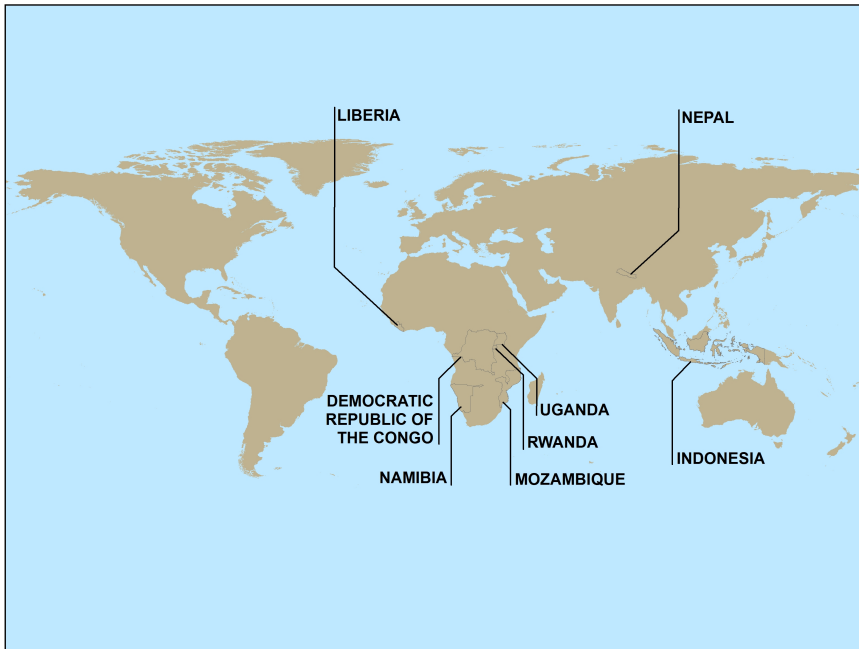 LIBERIA
NEPAL
DEMOCRATIC
REPUBLIC OF
THE CONGO
UGANDA
RWANDA
NAMIBIA
MOZAMBIQUE
INDONESIA